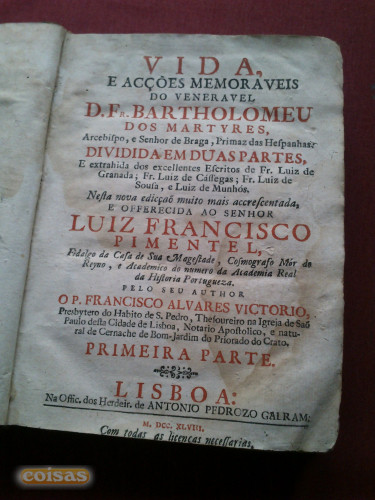 VIDA,
E ACÇÕES MEMORAVEIS
DO VENERAVEL
D. Fr. BARTHOLOMEU
DOS MARTYRES,
Arcebispo, e Senhor de Braga, Primaz das Hespanhas:
DIVIDIDA EM DUAS PARTES,
E extrahida dos excellentes Escritos de Fr. Luiz de
Granada; Fr. Luiz de Cassegas; Fr. Luiz de
Sousa, e Luiz de Munhós.
Nesta nova edicçaõ muito mais accrescentada,
E OFFERECIDA AO SENHOR
LUIZ FRANCISCO
PIMENTEL,
Fidalgo da Casa de Sua Magestade, Cosmografo Mór do
Reyno, e Academico do numero da Academia Real
da Historia Portugueza.
PELO SEU AUTHOR
O P. FRANCISCO ALVARES VICTORIO,
Presbytero do Habito de S. Pedro, Thesoureiro na Igreja de Saõ
Paulo desta Cidade de Lisboa, Notario Apostolico, e natu-
ral de Cernache de Bom-Jardim do Priorado do Crato.
PRIMEIRA PARTE.
LISBOA:
Na Offic. dos Herdeir. de ANTONIO PEDROZO GALRAM.
M. DCC. XLVIII.
Com todas as licenças necessarias.
coisas